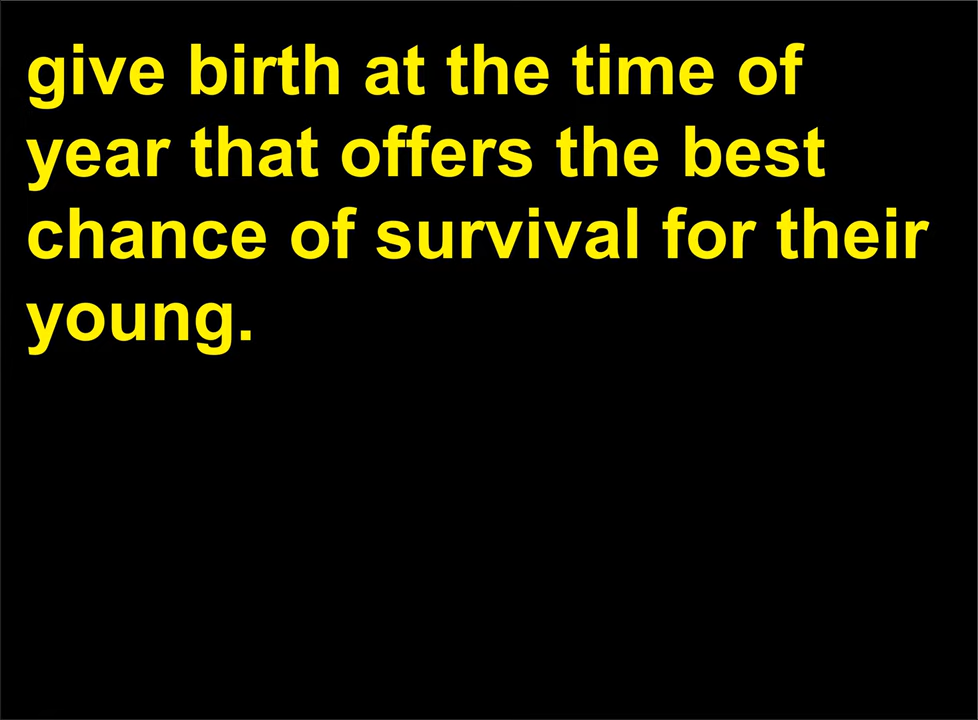 give birth at the time of
year that offers the best
chance of survival for their
young.